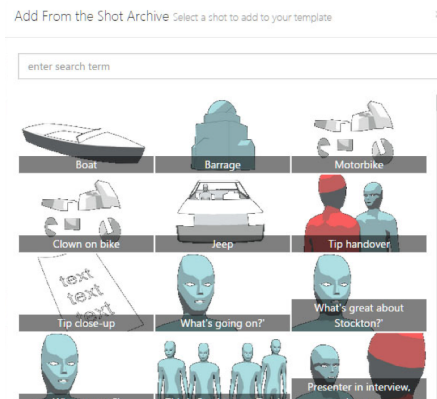 Add From the Shot Archive Select a shot to add to your template
enter search term
Boat
Barrage
Motorbike
Clown on bike
Jeep
Tip handover
text
text
text
Tip close-up
'What's going on?'
'What's great about
Stockton?'
Presenter in interview,